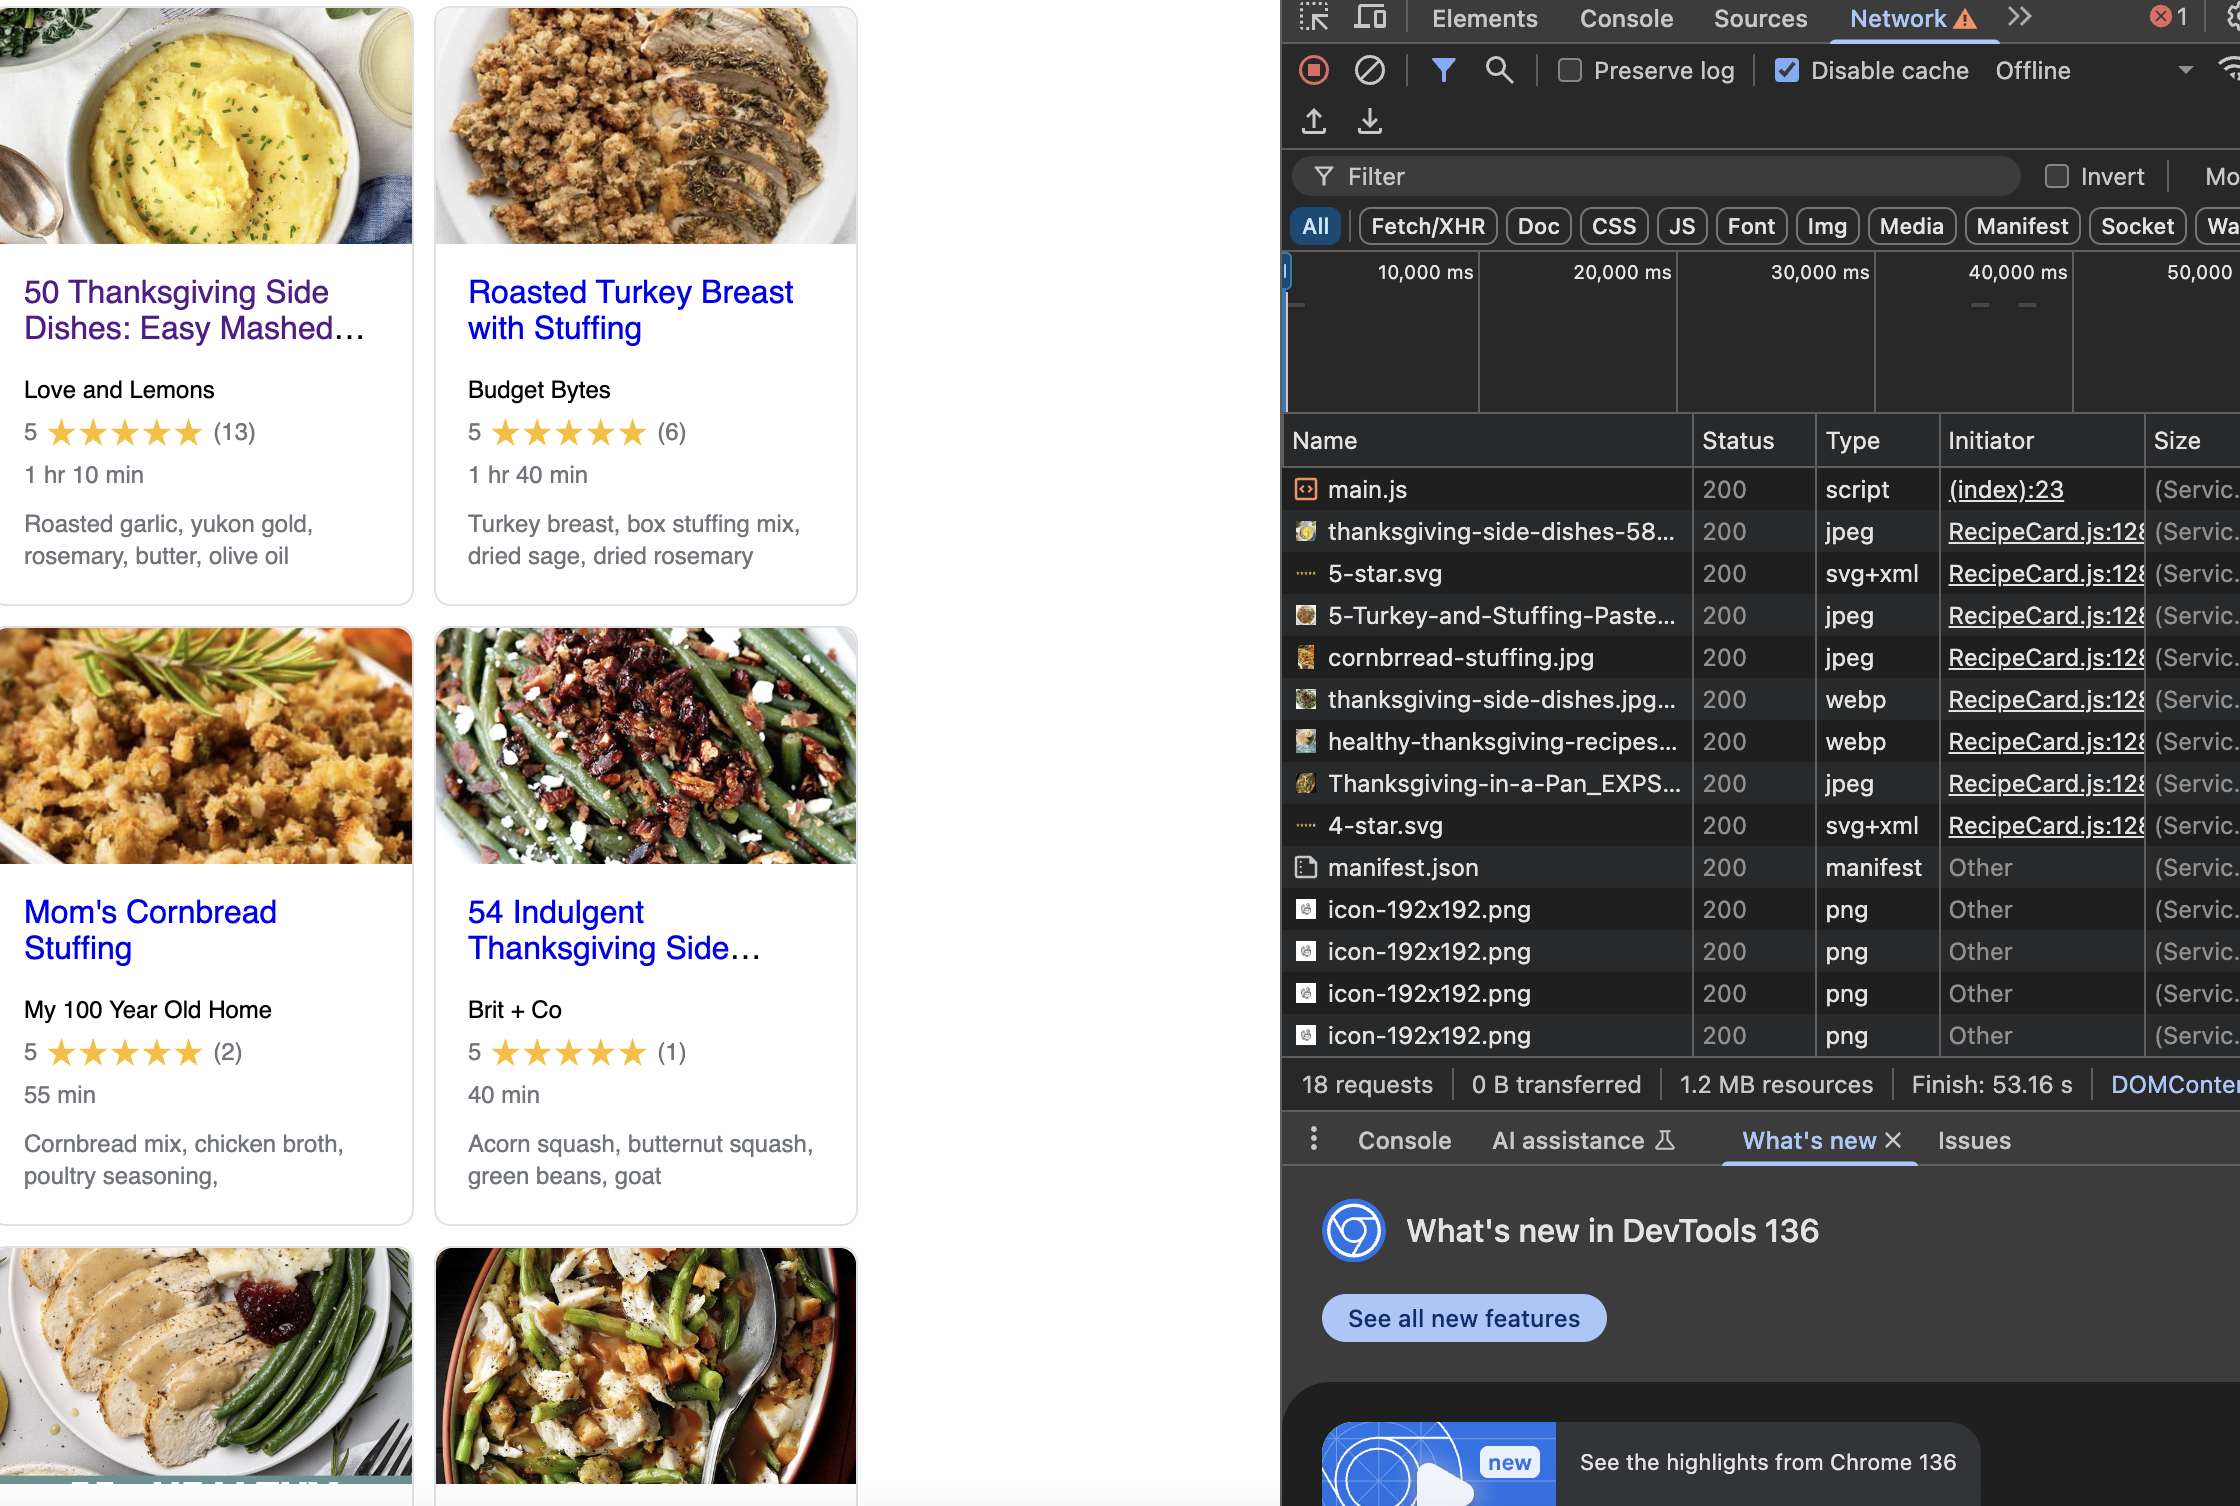 50 Thanksgiving Side
Dishes: Easy Mashed...
Love and Lemons
5 (13)
1 hr 10 min
Roasted garlic, yukon gold,
rosemary, butter, olive oil
Roasted Turkey Breast
with Stuffing
Budget Bytes
5 (6)
1 hr 40 min
Turkey breast, box stuffing mix,
dried sage, dried rosemary
Mom's Cornbread
Stuffing
My 100 Year Old Home
5 (2)
55 min
Cornbread mix, chicken broth,
poultry seasoning,
54 Indulgent
Thanksgiving Side...
Brit + Co
5 (1)
40 min
Acorn squash, butternut squash,
green beans, goat
Elements Console Sources Network 1
Preserve log Disable cache Offline
Filter Invert Mo
All Fetch/XHR Doc CSS JS Font Img Media Manifest Socket Wa
10,000 ms 20,000 ms 30,000 ms 40,000 ms 50,000
Name Status Type Initiator Size
main.js 200 script (index):23 (Servic...
thanksgiving-side-dishes-58... 200 jpeg RecipeCard.js:128 (Servic...
5-star.svg 200 svg+xml RecipeCard.js:128 (Servic...
5-Turkey-and-Stuffing-Paste... 200 jpeg RecipeCard.js:128 (Servic...
cornbrread-stuffing.jpg 200 jpeg RecipeCard.js:128 (Servic...
thanksgiving-side-dishes.jpg... 200 webp RecipeCard.js:128 (Servic...
healthy-thanksgiving-recipes... 200 webp RecipeCard.js:128 (Servic...
Thanksgiving-in-a-Pan_EXPS... 200 jpeg RecipeCard.js:128 (Servic...
4-star.svg 200 svg+xml RecipeCard.js:128 (Servic...
manifest.json 200 manifest Other (Servic...
icon-192x192.png 200 png Other (Servic...
icon-192x192.png 200 png Other (Servic...
icon-192x192.png 200 png Other (Servic...
icon-192x192.png 200 png Other (Servic...
18 requests 0 B transferred 1.2 MB resources Finish: 53.16 s DOMConte
Console AI assistance What's new Issues
What's new in DevTools 136
See all new features
new See the highlights from Chrome 136